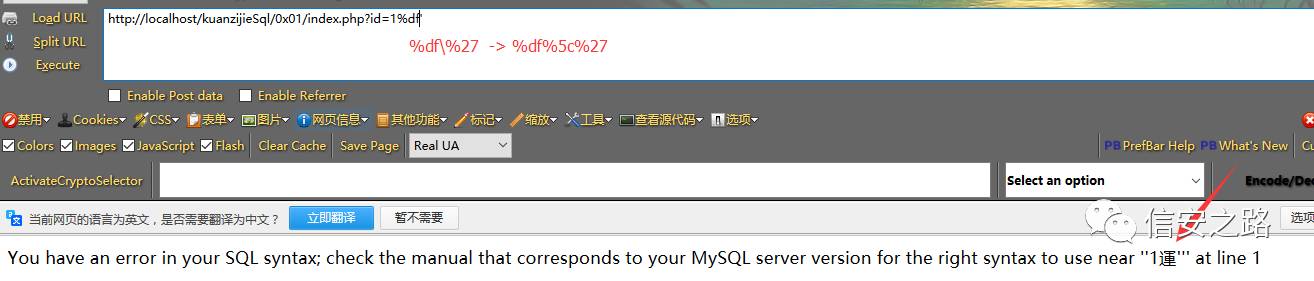 Load URL
http://localhost/kuanzijieSql/0x01/index.php?id=1%df'
Split URL
%df\%27 -> %df%5c%27
Execute
Enable Post data Enable Referrer
禁用 Cookies CSS 表单 图片 网页信息 其他功能 标记 缩放 工具 查看源代码 选项
Colors Images JavaScript Flash Clear Cache Save Page Real UA PB PrefBar Help PB What's New Cu
ActivateCryptoSelector Select an option Encode/Dec
当前网页的语言为英文，是否需要翻译为中文？ 立即翻译 暂不需要 信安之路 选项
You have an error in your SQL syntax; check the manual that corresponds to your MySQL server version for the right syntax to use near ''1運''' at line 1